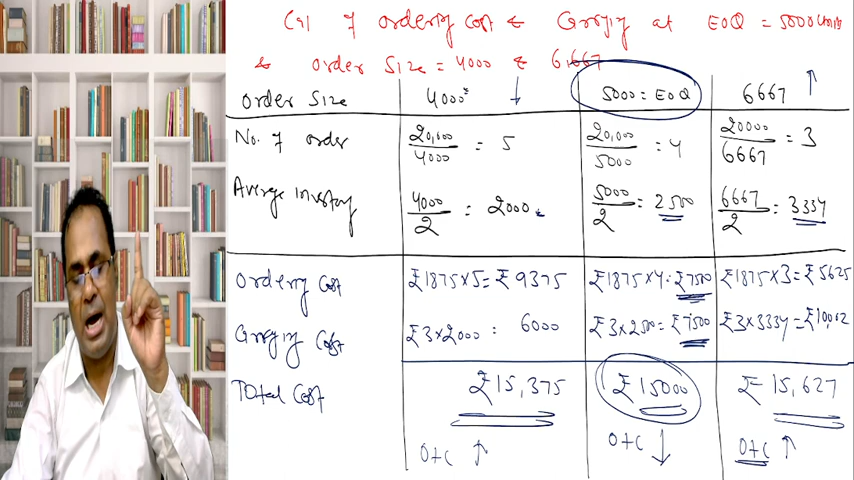 Cal of ordering Cost & Carrying at EOQ = 5000 units
& order Size = 4000 & 6667
order Size 4000 ↓ 5000 = EOQ 6667 ↑
No. of order 20,000/4000 = 5 20,000/5000 = 4 20000/6667 = 3
Average inventory 4000/2 = 2000 5000/2 = 2500 6667/2 = 3334
Ordering Cost ₹1875×5 = ₹9375 ₹1875×4 = ₹7500 ₹1875×3 = ₹5625
Carrying Cost ₹3×2000 = 6000 ₹3×2500 = ₹7500 ₹3×3334 = ₹10,002
Total Cost ₹15,375 ₹15000 ₹15,627
O+C ↑ O+C ↓ O+C ↑